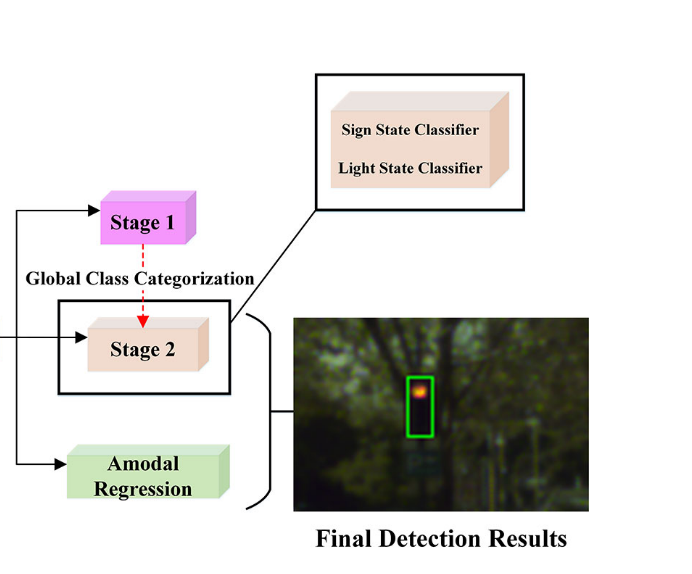 Sign State Classifier
Light State Classifier
Stage 1
Global Class Categorization
Stage 2
Amodal
Regression
Final Detection Results